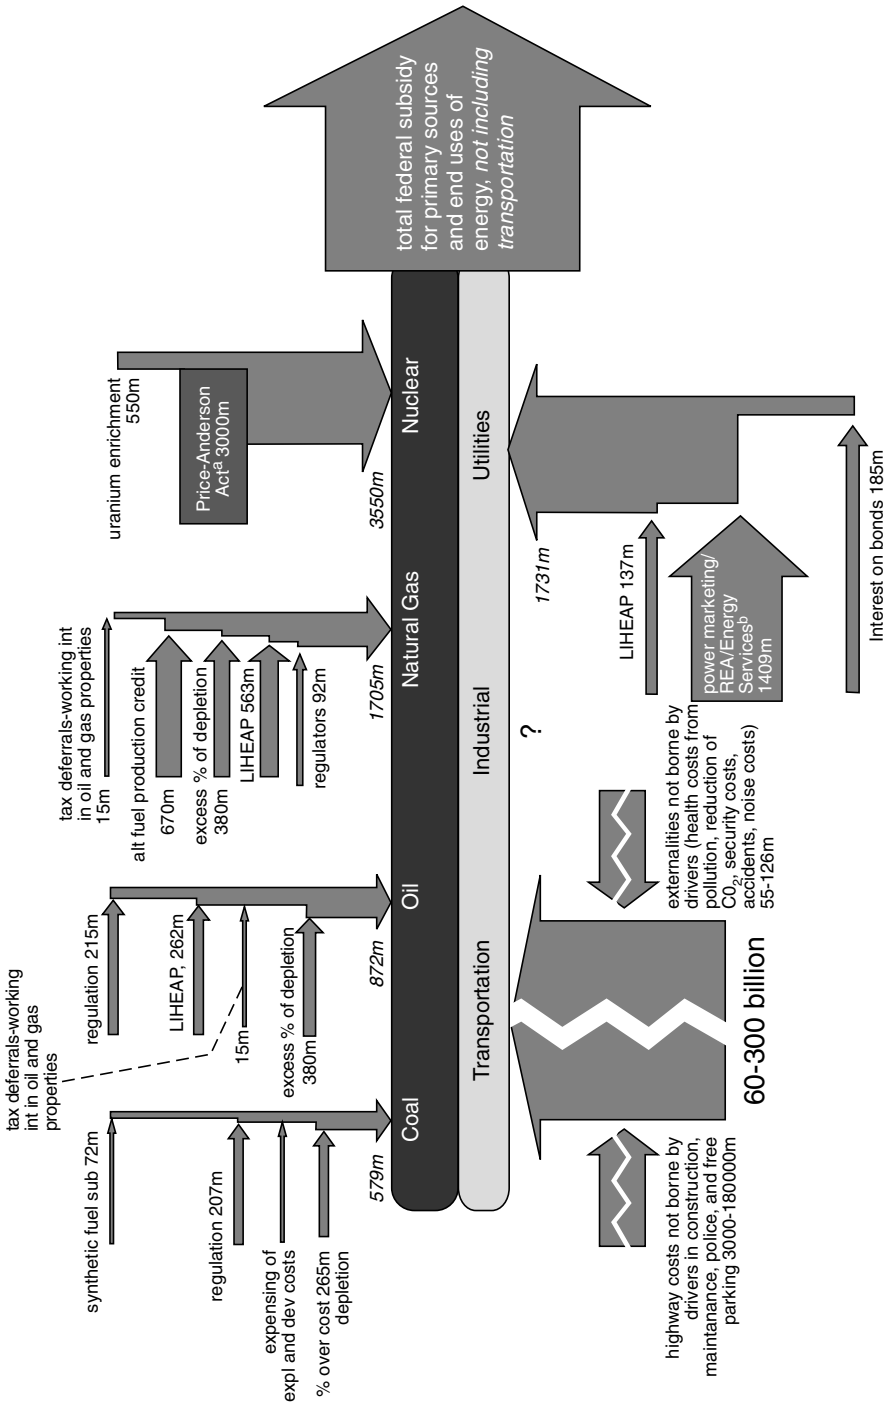 tax deferrals-working
int in oil and gas
properties
synthetic fuel sub 72m
regulation 207m
expensing of
expl and dev costs
% over cost 265m
depletion
579m
regulation 215m
LIHEAP, 262m
15m
excess % of depletion
380m
872m
tax deferrals-working int
in oil and gas properties
15m
alt fuel production credit
670m
excess % of depletion
380m
LIHEAP 563m
regulators 92m
1705m
uranium enrichment
550m
Price-Anderson
Actᵃ 3000m
3550m
Coal
Oil
Natural Gas
Nuclear
Transportation
Industrial
Utilities
total federal subsidy
for primary sources
and end uses of
energy, not including
transportation
?
highway costs not borne by
drivers in construction,
maintanance, police, and free
parking 3000-180000m
60-300 billion
externalities not borne by
drivers (health costs from
pollution, reduction of
C0₂, security costs,
accidents, noise costs)
55-126m
1731m
LIHEAP 137m
power marketing/
REA/Energy
Servicesᵇ
1409m
Interest on bonds 185m